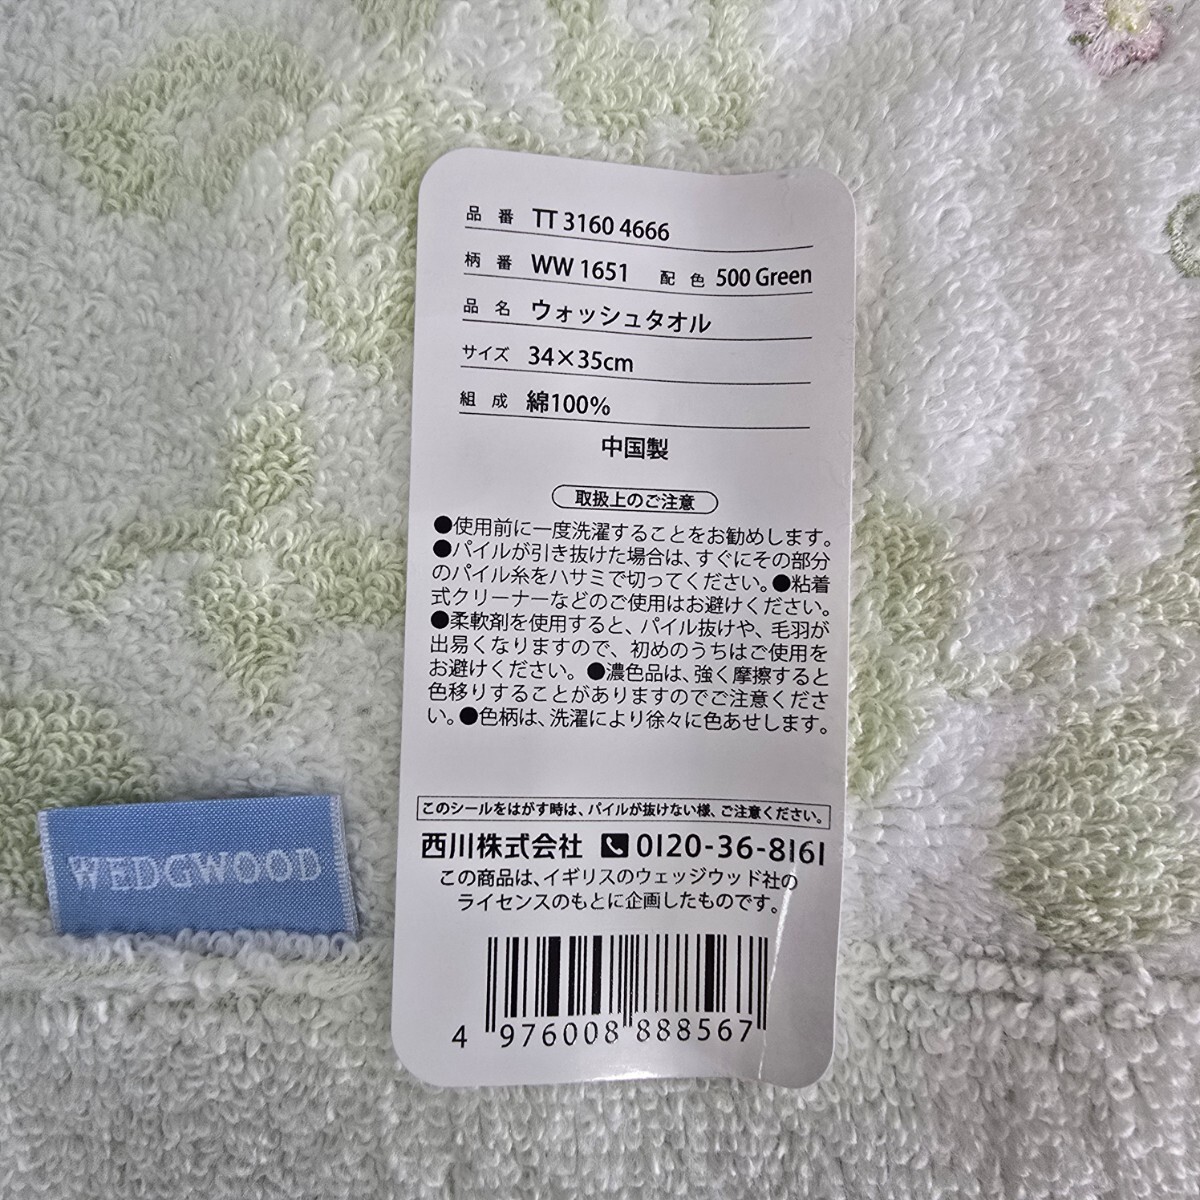 品番 TT 3160 4666
柄番 WW 1651 配色 500 Green
品名 ウォッシュタオル
サイズ 34×35cm
組成 綿100%
中国製
取扱上のご注意
●使用前に一度洗濯することをお勧めします。
●パイルが引き抜けた場合は、すぐにその部分
のパイル糸をハサミで切ってください。●粘着
式クリーナーなどのご使用はお避けください。
●柔軟剤を使用すると、パイル抜けや、毛羽が
出易くなりますので、初めのうちはご使用を
お避けください。●濃色品は、強く摩擦すると
色移りすることがありますのでご注意くださ
い。●色柄は、洗濯により徐々に色あせします。
このシールをはがす時は、パイルが抜けない様、ご注意ください。
西川株式会社 0120-36-8161
この商品は、イギリスのウェッジウッド社の
ライセンスのもとに企画したものです。
4 976008 888567
WEDGWOOD